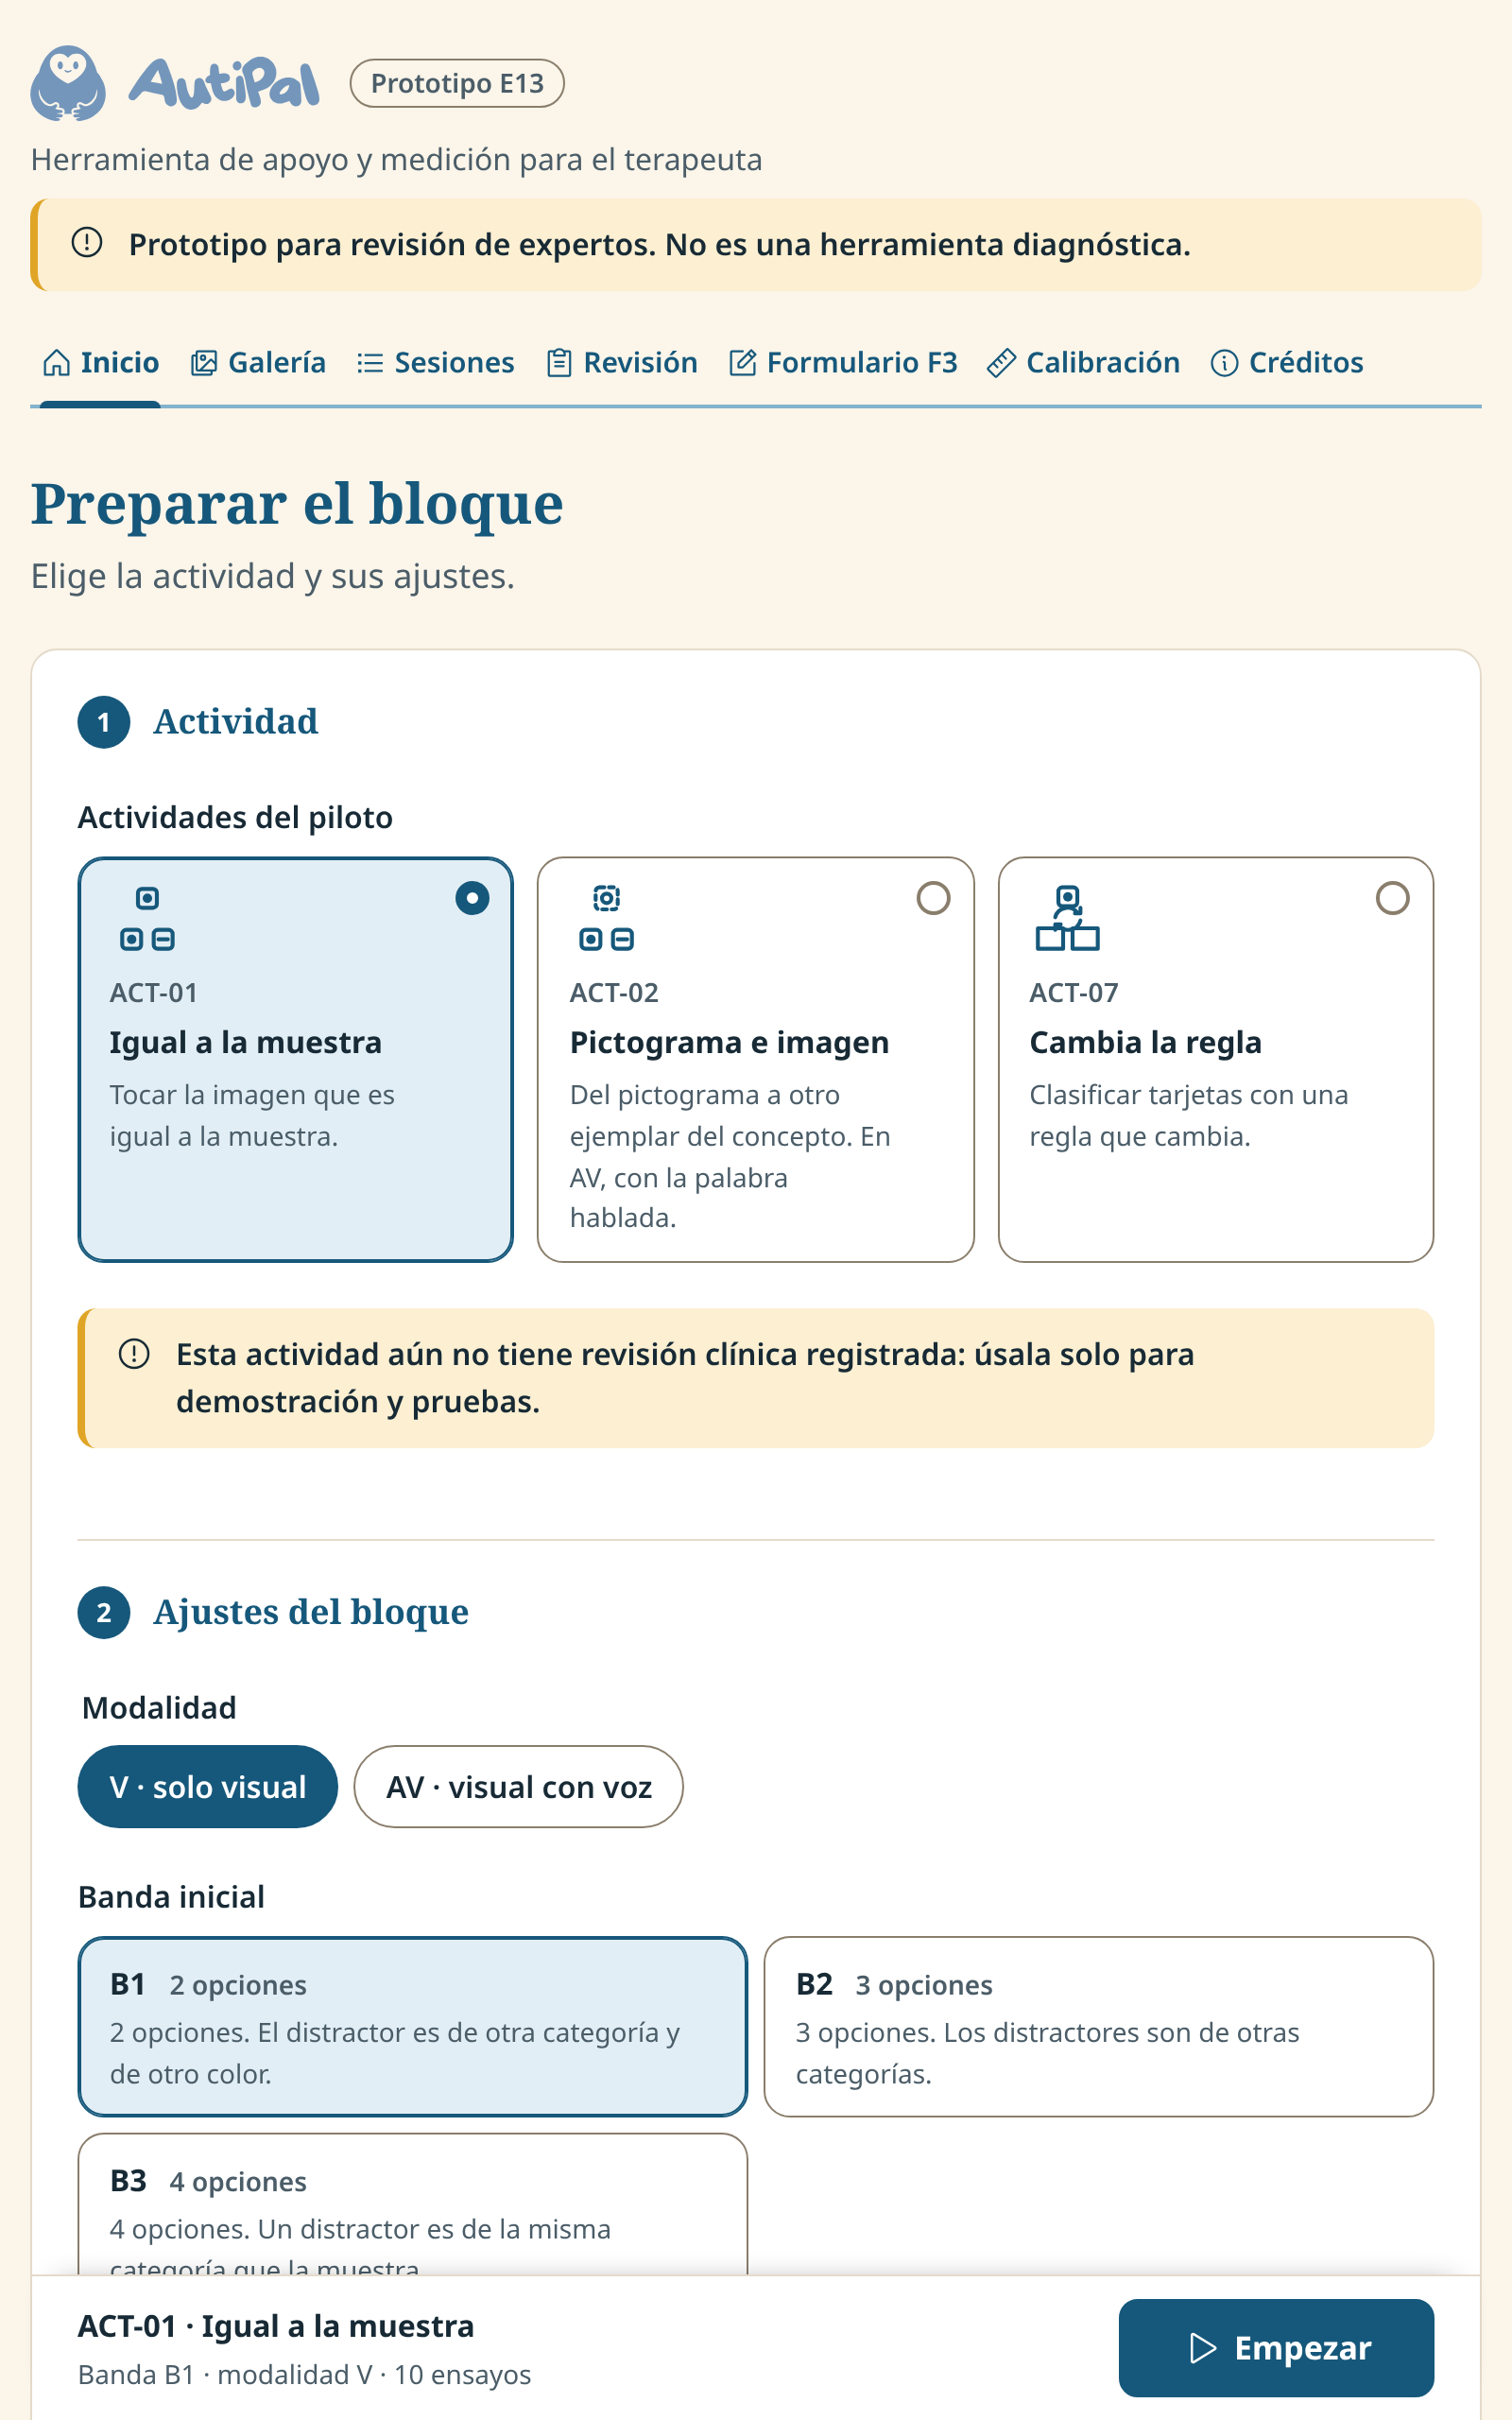 AutiPal
Prototipo E13
Herramienta de apoyo y medición para el terapeuta
Prototipo para revisión de expertos. No es una herramienta diagnóstica.
Inicio
Galería
Sesiones
Revisión
Formulario F3
Calibración
Créditos
Preparar el bloque
Elige la actividad y sus ajustes.
1 Actividad
Actividades del piloto
ACT-01
Igual a la muestra
Tocar la imagen que es
igual a la muestra.
ACT-02
Pictograma e imagen
Del pictograma a otro
ejemplar del concepto. En
AV, con la palabra
hablada.
ACT-07
Cambia la regla
Clasificar tarjetas con una
regla que cambia.
Esta actividad aún no tiene revisión clínica registrada: úsala solo para
demostración y pruebas.
2 Ajustes del bloque
Modalidad
V · solo visual
AV · visual con voz
Banda inicial
B1 2 opciones
2 opciones. El distractor es de otra categoría y
de otro color.
B2 3 opciones
3 opciones. Los distractores son de otras
categorías.
B3 4 opciones
4 opciones. Un distractor es de la misma
categoría que la muestra
ACT-01 · Igual a la muestra
Banda B1 · modalidad V · 10 ensayos
Empezar